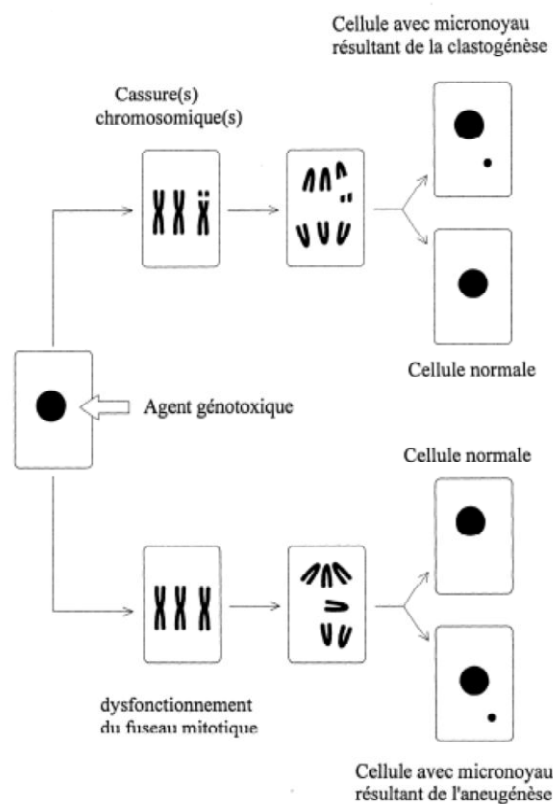 Cellule avec micronoyau
résultant de la clastogénèse
Cassure(s)
chromosomique(s)
Cellule normale
Agent génotoxique
Cellule normale
dysfonctionnement
du fuseau mitotique
Cellule avec micronoyau
résultant de l'aneugénèse